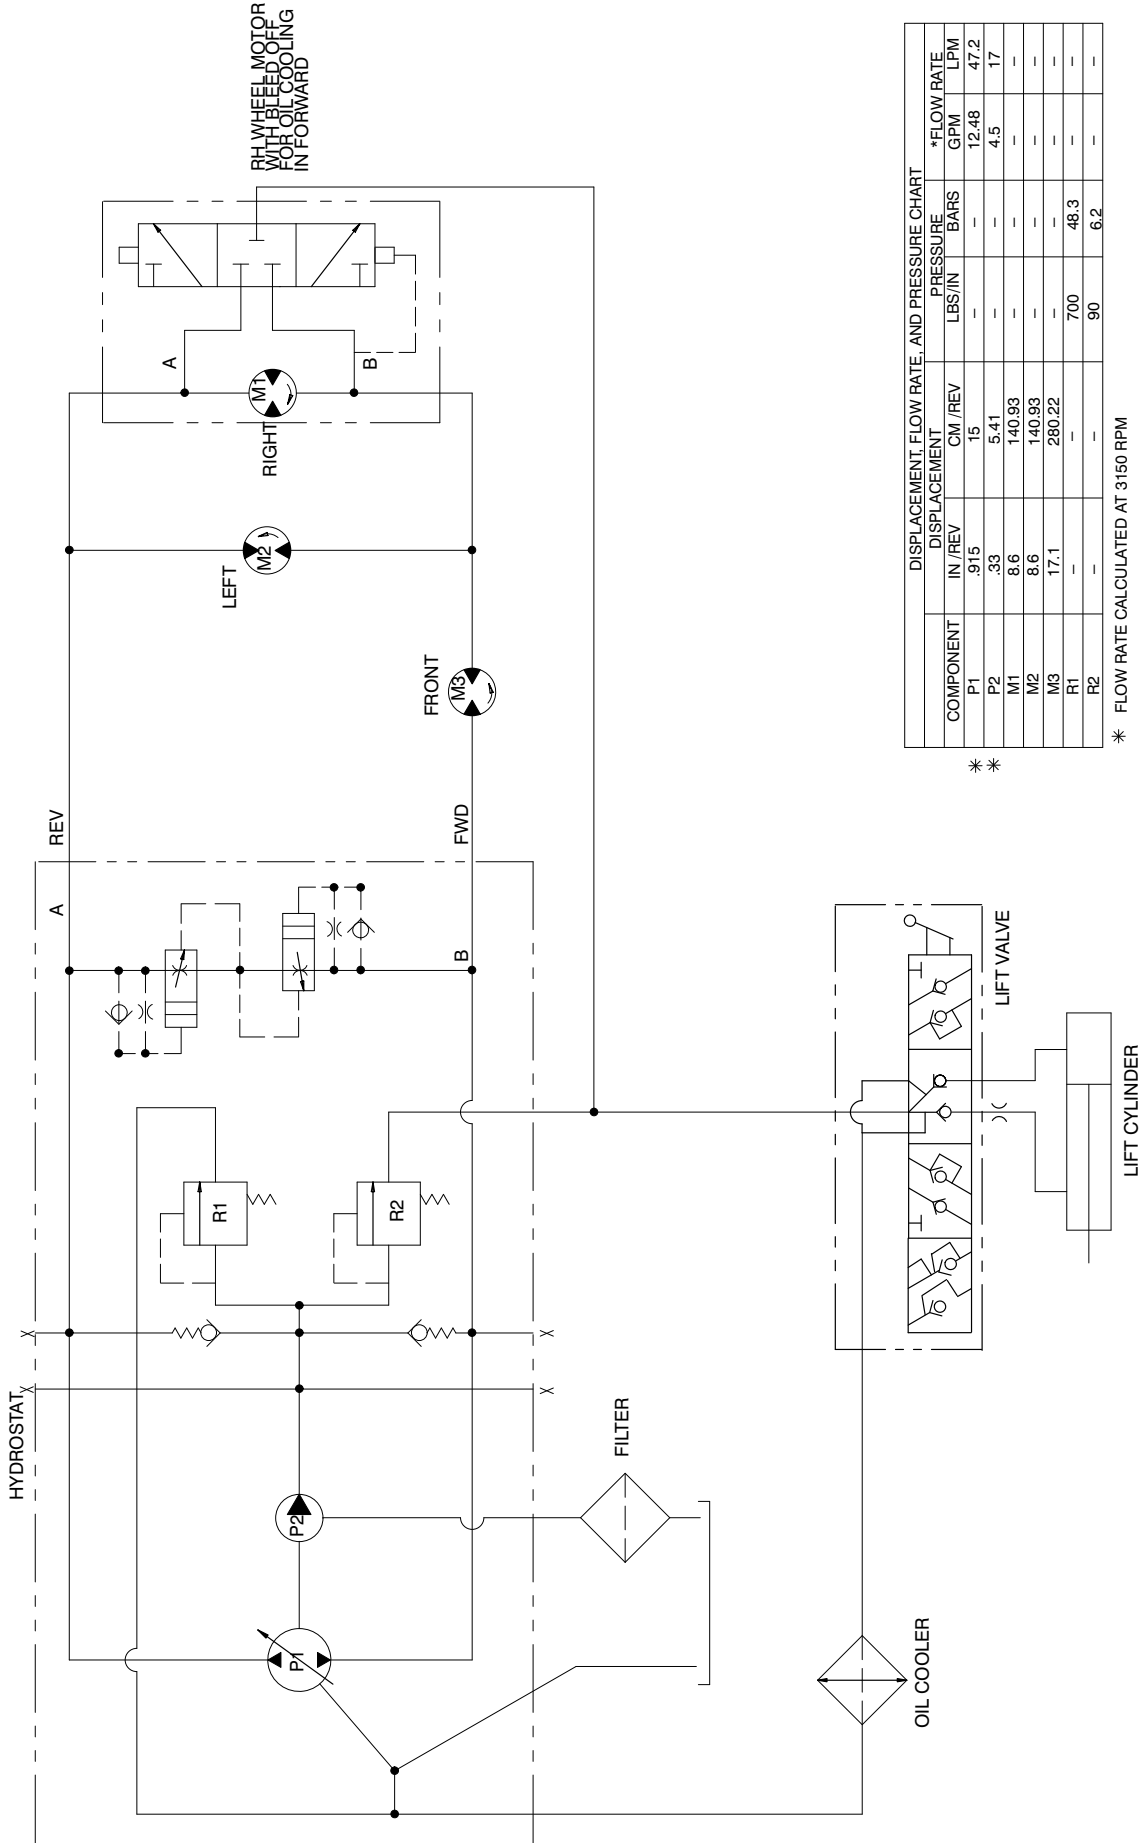 HYDROSTAT
A
REV
RH WHEEL MOTOR
WITH BLEED OFF
FOR OIL COOLING
IN FORWARD
A
B
M1
RIGHT
LEFT
M2
FRONT
M3
FWD
B
R1
R2
P1
P2
FILTER
OIL COOLER
LIFT VALVE
LIFT CYLINDER
DISPLACEMENT, FLOW RATE, AND PRESSURE CHART
DISPLACEMENT PRESSURE *FLOW RATE
COMPONENT IN /REV CM /REV LBS/IN BARS GPM LPM
* P1 .915 15 – – 12.48 47.2
* P2 .33 5.41 – – 4.5 17
M1 8.6 140.93 – – – –
M2 8.6 140.93 – – – –
M3 17.1 280.22 – – – –
R1 – – 700 48.3 – –
R2 – – 90 6.2 – –
* FLOW RATE CALCULATED AT 3150 RPM